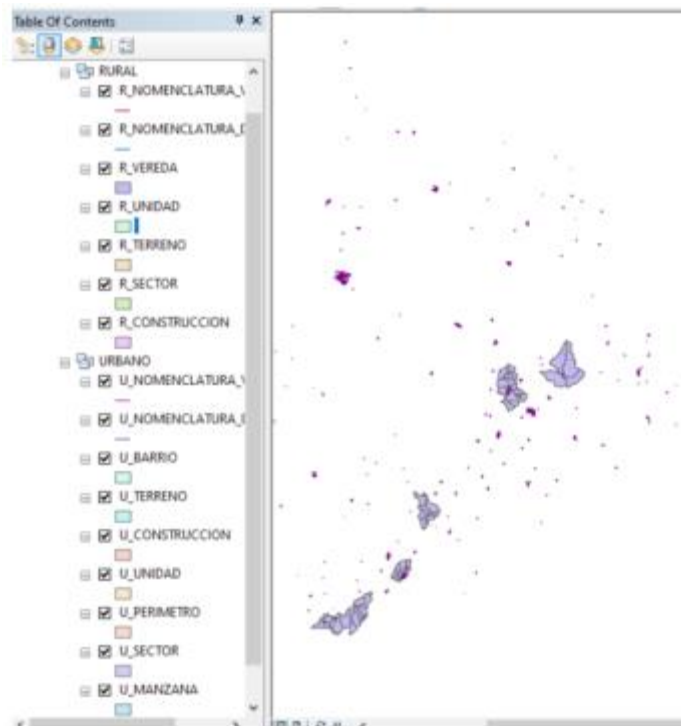 Table Of Contents
RURAL
R_NOMENCLATURA_
R_NOMENCLATURA_
R_VEREDA
R_UNIDAD
R_TERRENO
R_SECTOR
R_CONSTRUCCION
URBANO
U_NOMENCLATURA_
U_NOMENCLATURA_
U_BARRIO
U_TERRENO
U_CONSTRUCCION
U_UNIDAD
U_PERIMETRO
U_SECTOR
U_MANZANA